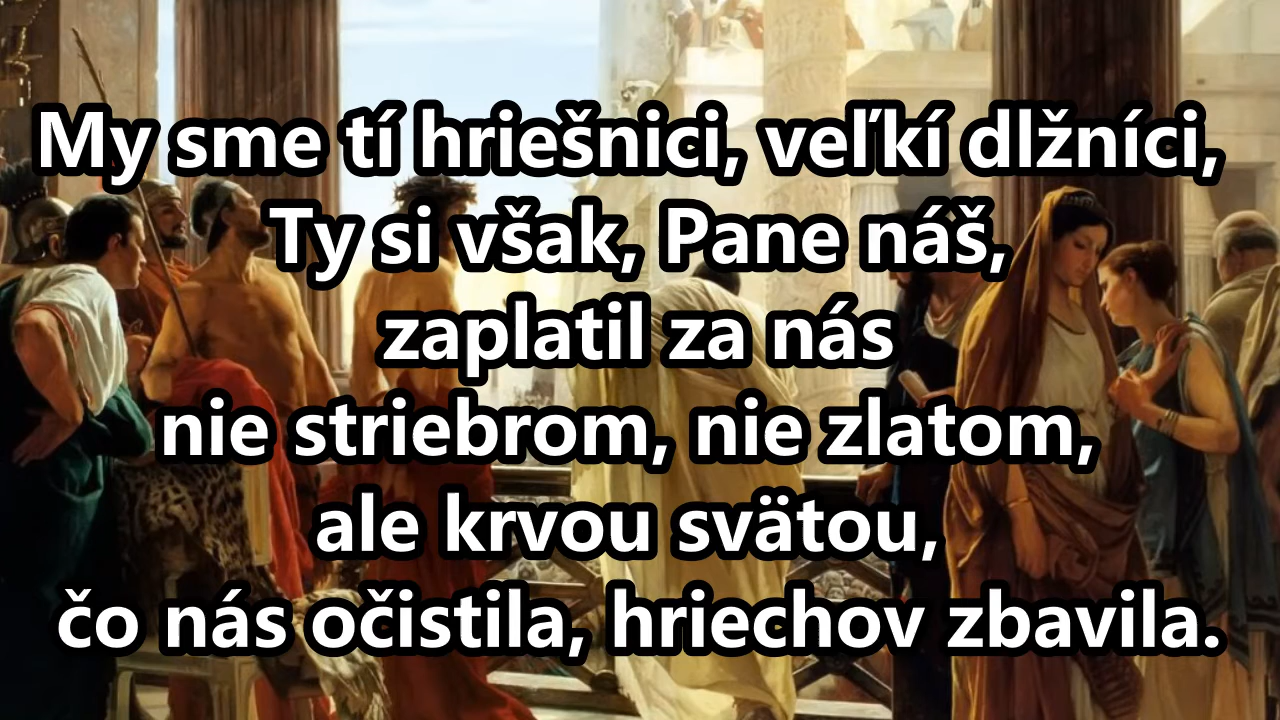 My sme tí hriešnici, veľkí dlžníci,
Ty si však, Pane náš,
zaplatil za nás
nie striebrom, nie zlatom,
ale krvou svätou,
čo nás očistila, hriechov zbavila.